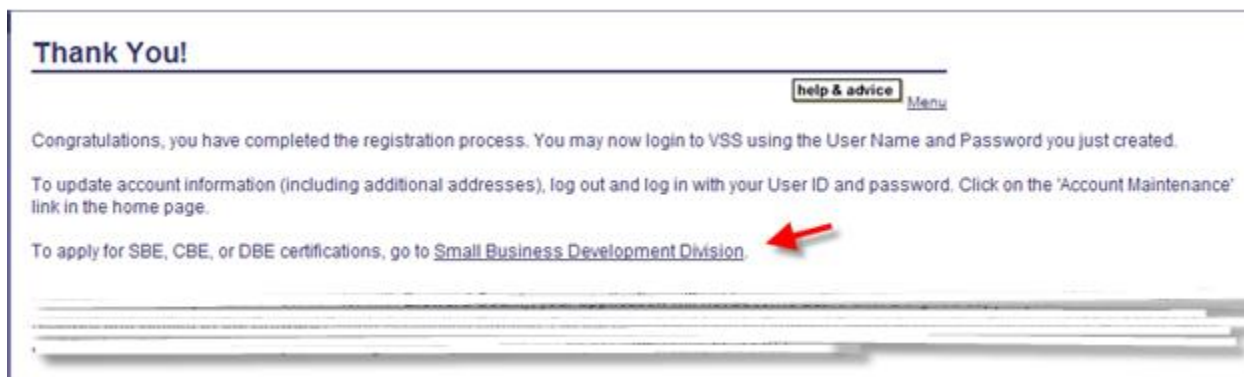 Thank You!
help & advice Menu
Congratulations, you have completed the registration process. You may now login to VSS using the User Name and Password you just created.
To update account information (including additional addresses), log out and log in with your User ID and password. Click on the 'Account Maintenance'
link in the home page.
To apply for SBE, CBE, or DBE certifications, go to Small Business Development Division.